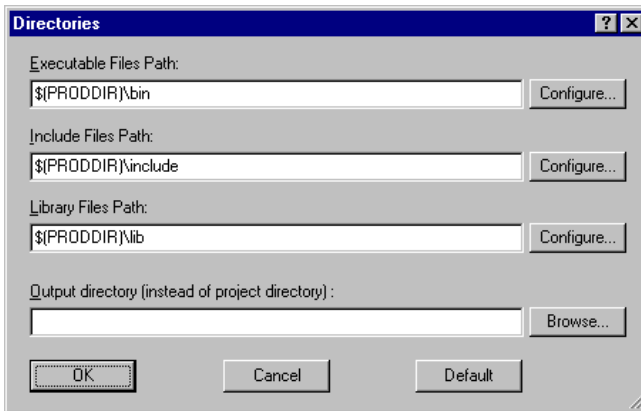 Directories
Executable Files Path:
$(PRODDIR)\bin
Configure...
Include Files Path:
$(PRODDIR)\include
Configure...
Library Files Path:
$(PRODDIR)\lib
Configure...
Output directory (instead of project directory) :
Browse...
OK Cancel Default